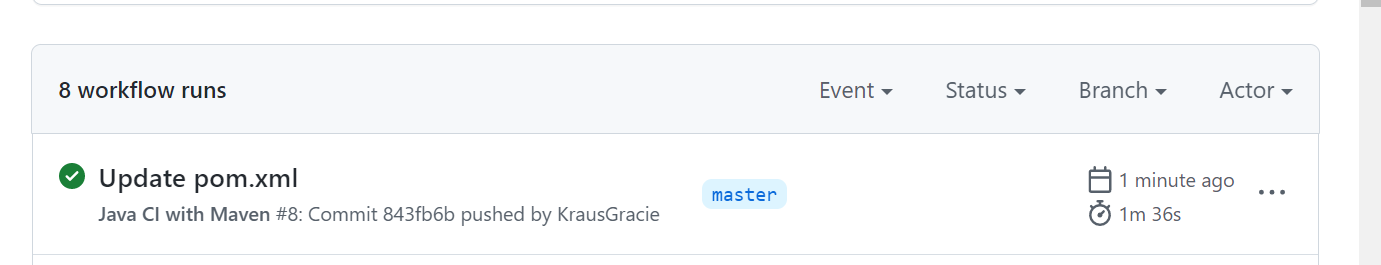 8 workflow runs Event Status Branch Actor
Update pom.xml
Java CI with Maven #8: Commit 843fb6b pushed by KrausGracie
master
1 minute ago
1m 36s